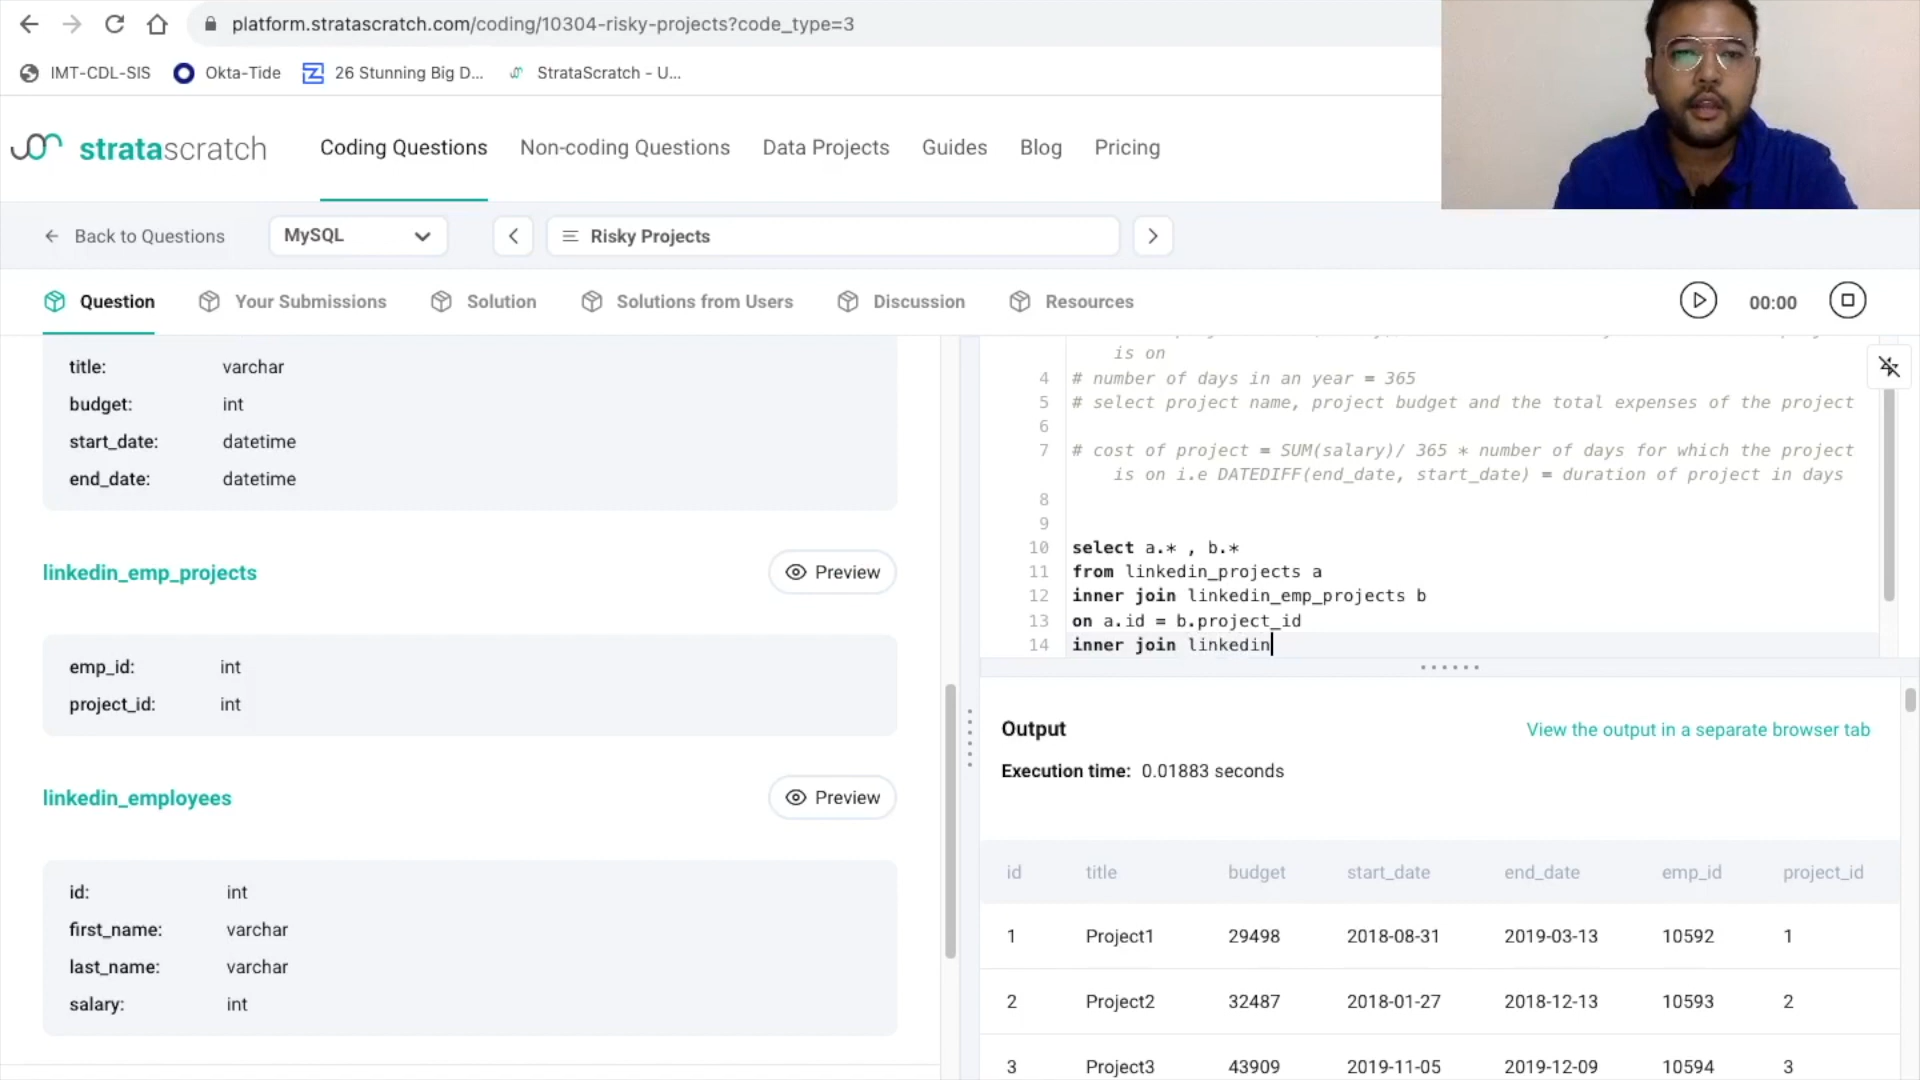 platform.stratascratch.com/coding/10304-risky-projects?code_type=3
IMT-CDL-SIS
Okta-Tide
26 Stunning Big D...
StrataScratch - U...
stratascratch
Coding Questions
Non-coding Questions
Data Projects
Guides
Blog
Pricing
Back to Questions
MySQL
Risky Projects
Question
Your Submissions
Solution
Solutions from Users
Discussion
Resources
00:00
title: varchar
budget: int
start_date: datetime
end_date: datetime
linkedin_emp_projects
Preview
emp_id: int
project_id: int
linkedin_employees
Preview
id: int
first_name: varchar
last_name: varchar
salary: int
is on
4 # number of days in an year = 365
5 # select project name, project budget and the total expenses of the project
6
7 # cost of project = SUM(salary)/ 365 * number of days for which the project
is on i.e DATEDIFF(end_date, start_date) = duration of project in days
8
9
10 select a.* , b.*
11 from linkedin_projects a
12 inner join linkedin_emp_projects b
13 on a.id = b.project_id
14 inner join linkedin
Output
View the output in a separate browser tab
Execution time: 0.01883 seconds
id title budget start_date end_date emp_id project_id
1 Project1 29498 2018-08-31 2019-03-13 10592 1
2 Project2 32487 2018-01-27 2018-12-13 10593 2
3 Project3 43909 2019-11-05 2019-12-09 10594 3